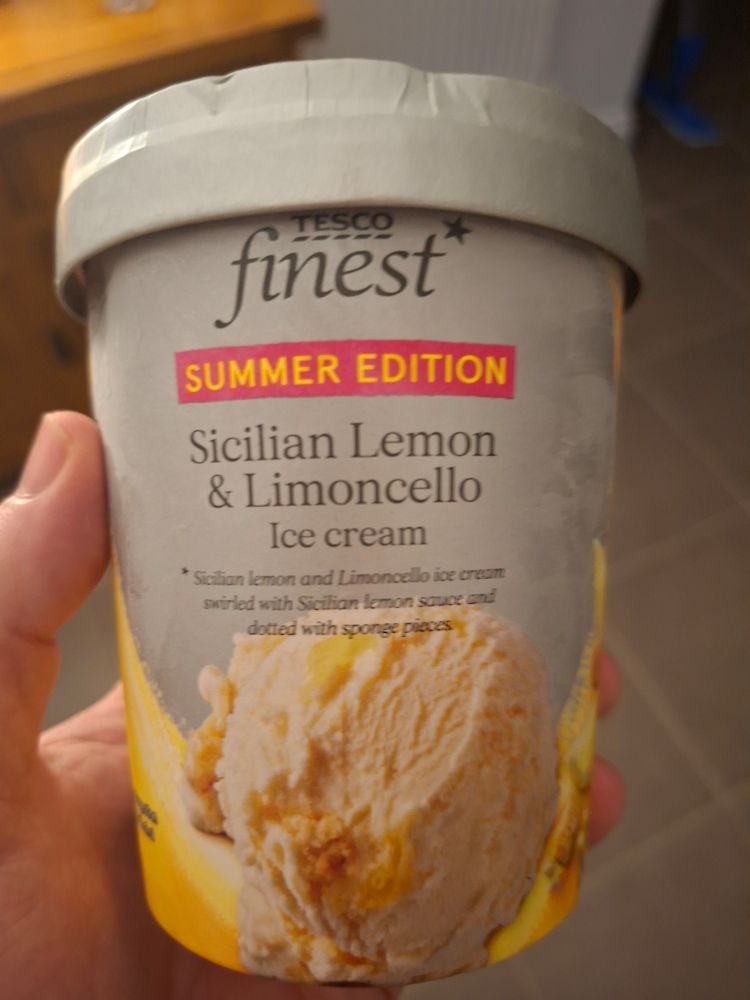 TESCO
finest*
SUMMER EDITION
Sicilian Lemon
& Limoncello
Ice cream
* Sicilian lemon and Limoncello ice cream
swirled with Sicilian lemon sauce and
dotted with sponge pieces.